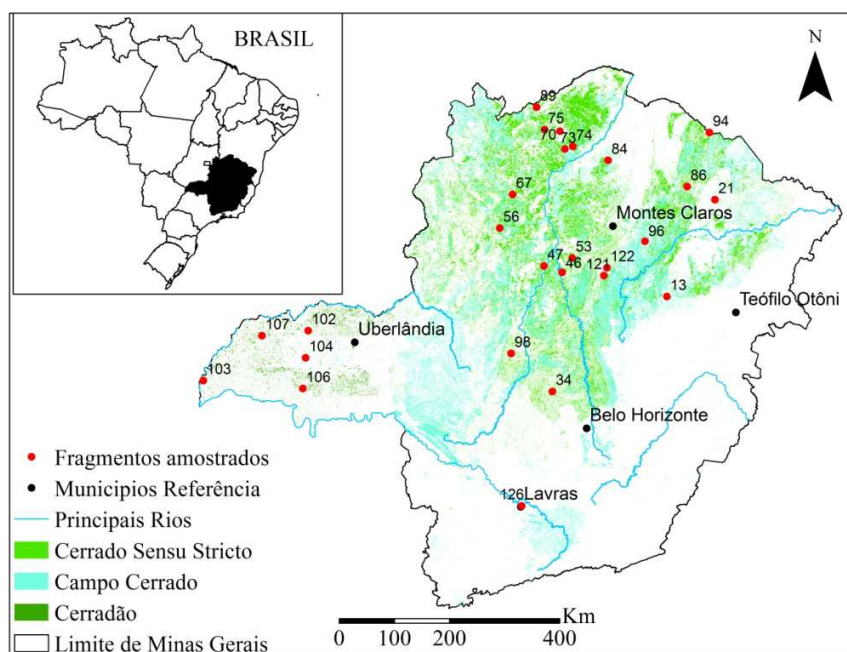 BRASIL
N
89
94
75
70
73
74
84
86
21
67
Montes Claros
56
96
53
47
46
122
121
13
Teófilo Otôni
102
107
Uberlândia
104
98
103
106
34
Belo Horizonte
Fragmentos amostrados
126
Lavras
Municipios Referência
Principais Rios
Cerrado Sensu Stricto
Campo Cerrado
Cerradão
Km
Limite de Minas Gerais
0 100 200 400